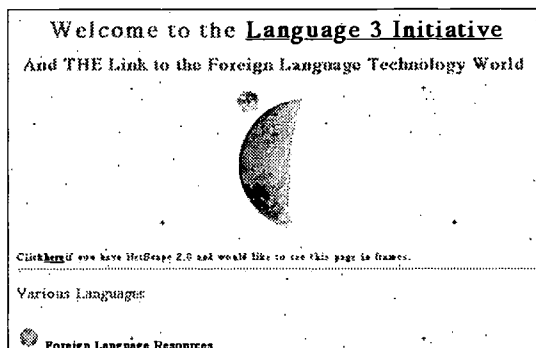 Welcome to the Language 3 Initiative
And THE Link to the Foreign Language Technology World
Click here if you have NetScape 2.0 and would like to see this page in frames.
Various Languages
Foreign Language Resources